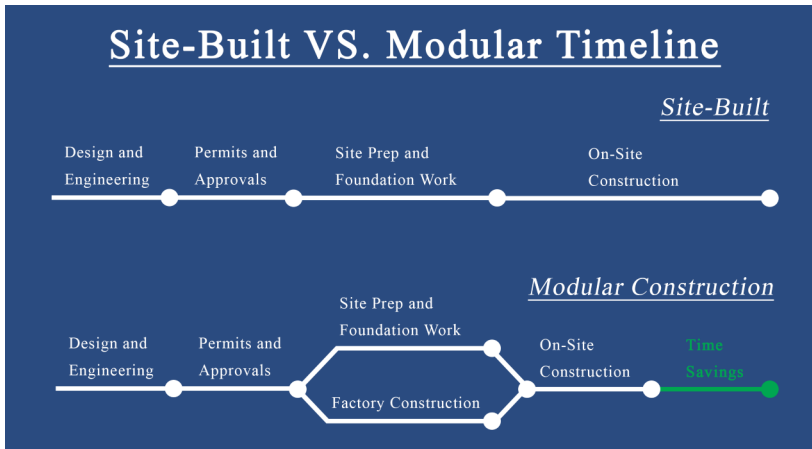 Site-Built VS. Modular Timeline
Site-Built
Design and
Engineering
Permits and
Approvals
Site Prep and
Foundation Work
On-Site
Construction
Modular Construction
Design and
Engineering
Permits and
Approvals
Site Prep and
Foundation Work
Factory Construction
On-Site
Construction
Time
Savings